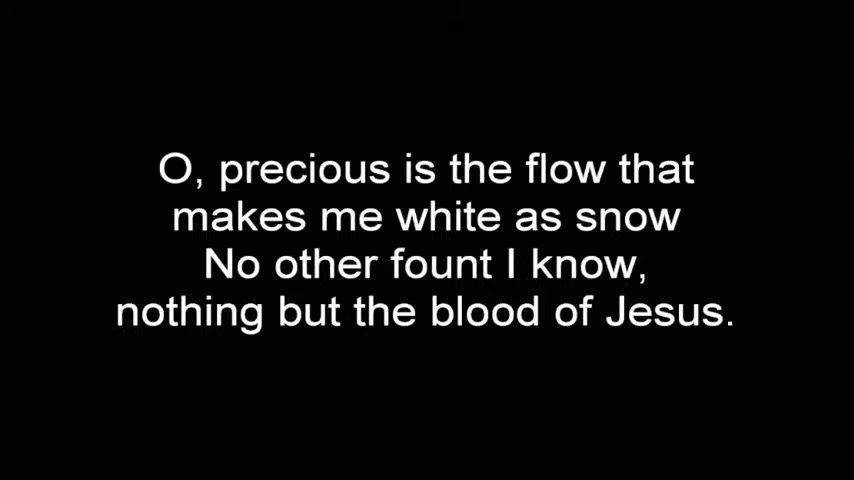 O, precious is the flow that
makes me white as snow
No other fount I know,
nothing but the blood of Jesus.